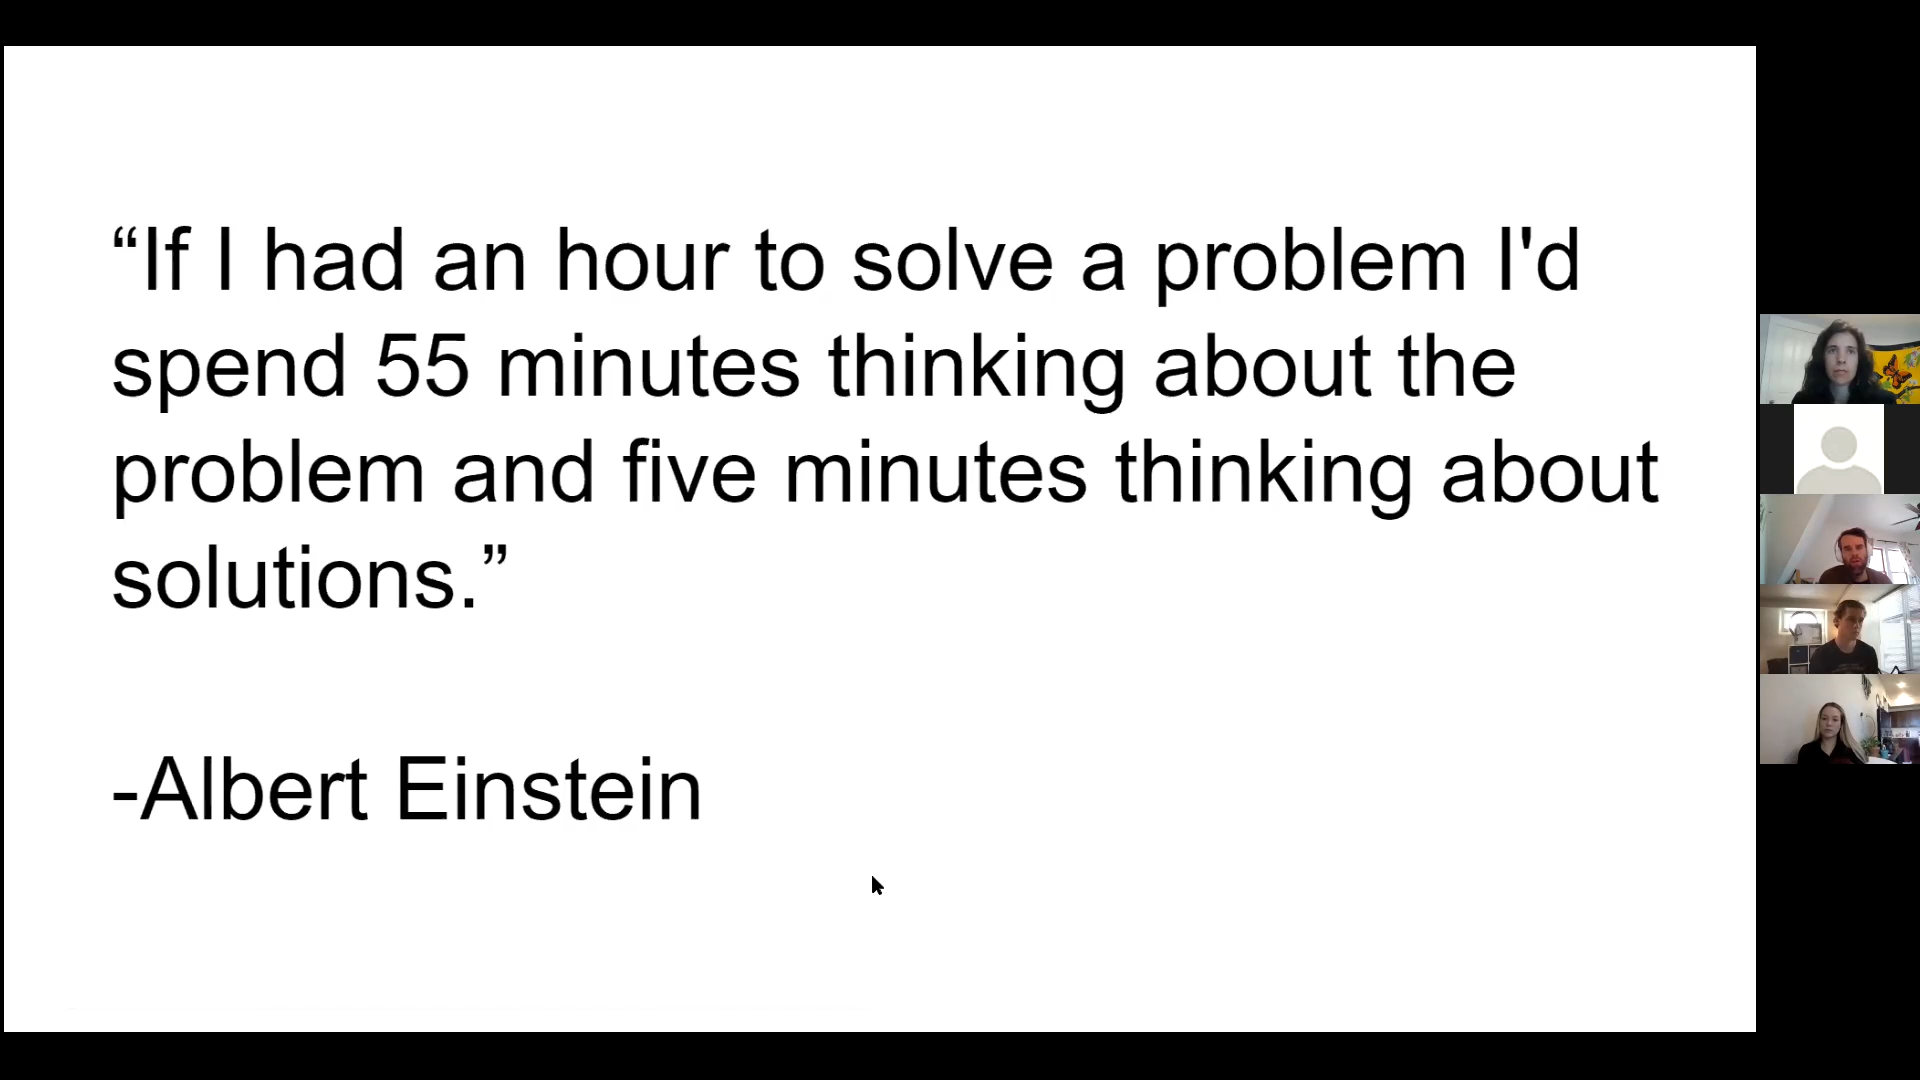 “If I had an hour to solve a problem I'd
spend 55 minutes thinking about the
problem and five minutes thinking about
solutions.”
-Albert Einstein